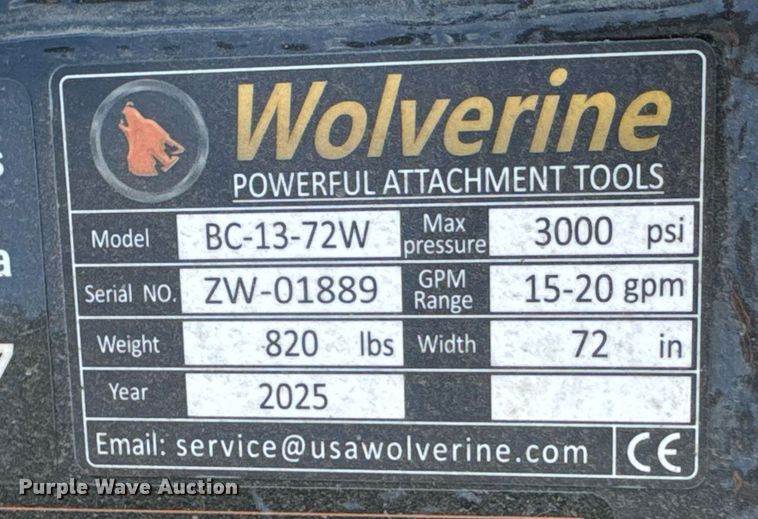 Wolverine
POWERFUL ATTACHMENT TOOLS
Model BC-13-72W Max pressure 3000 psi
Serial NO. ZW-01889 GPM Range 15-20 gpm
Weight 820 lbs Width 72 in
Year 2025
Email: service@usawolverine.com CE
s
a
7
Purple Wave Auction